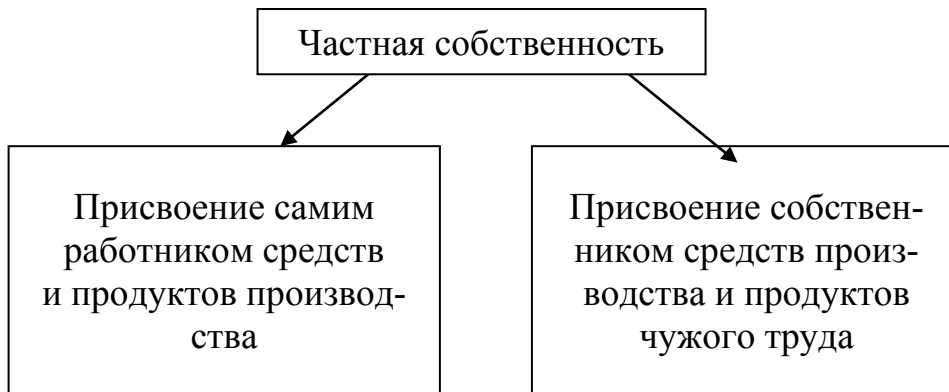 Частная собственность
Присвоение самим
работником средств
и продуктов производ-
ства
Присвоение собствен-
ником средств произ-
водства и продуктов
чужого труда